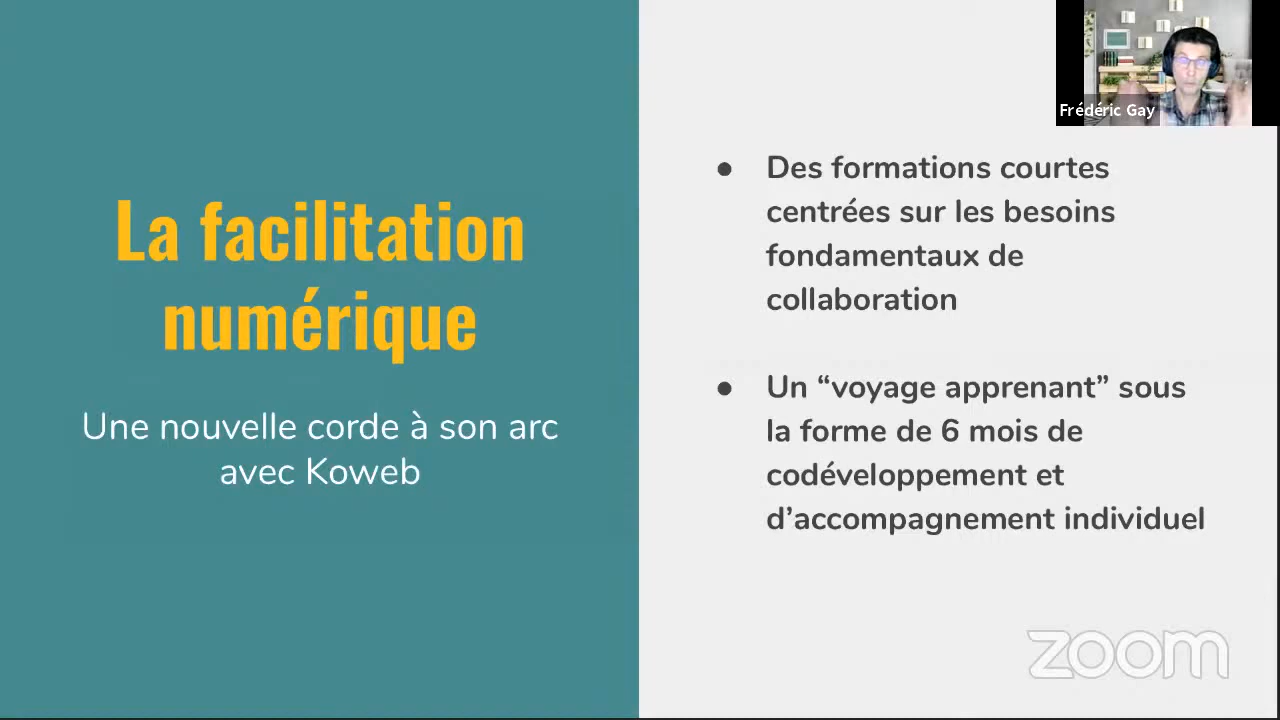 La facilitation
numérique
Une nouvelle corde à son arc
avec Koweb
Frédéric Gay
● Des formations courtes
centrées sur les besoins
fondamentaux de
collaboration
● Un “voyage apprenant” sous
la forme de 6 mois de
codéveloppement et
d’accompagnement individuel
zoom